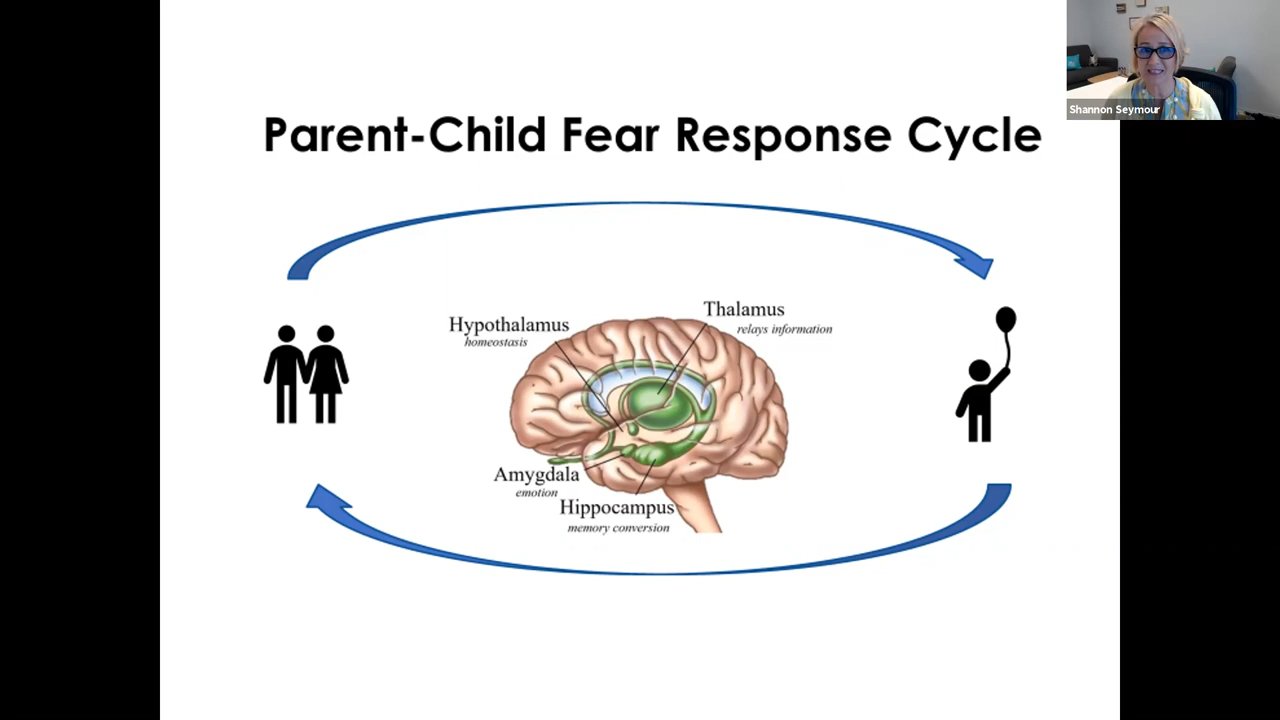 Shannon Seymour
Parent-Child Fear Response Cycle
Thalamus
relays information
Hypothalamus
homeostasis
Amygdala
emotion
Hippocampus
memory conversion